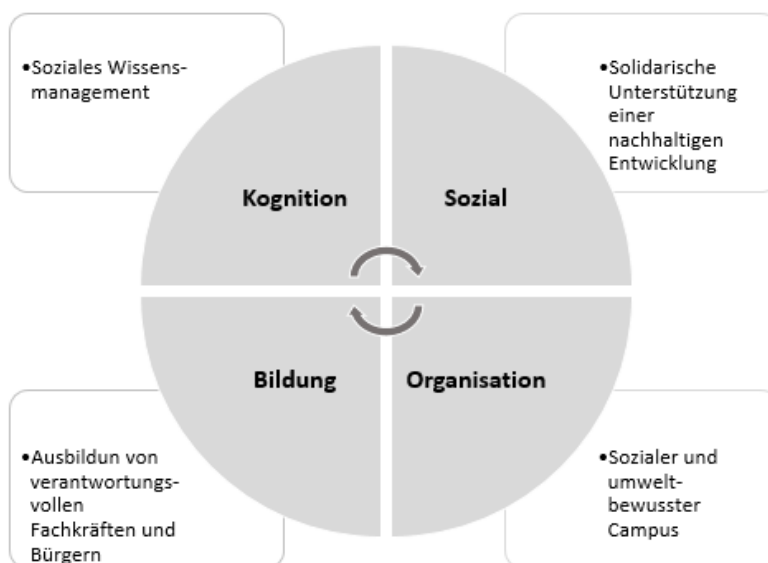 •Soziales Wissens-
management
•Solidarische
Unterstützung
einer
nachhaltigen
Entwicklung
Kognition
Sozial
Bildung
Organisation
•Ausbildun von
verantwortungs-
vollen
Fachkräften und
Bürgern
•Sozialer und
umwelt-
bewusster
Campus